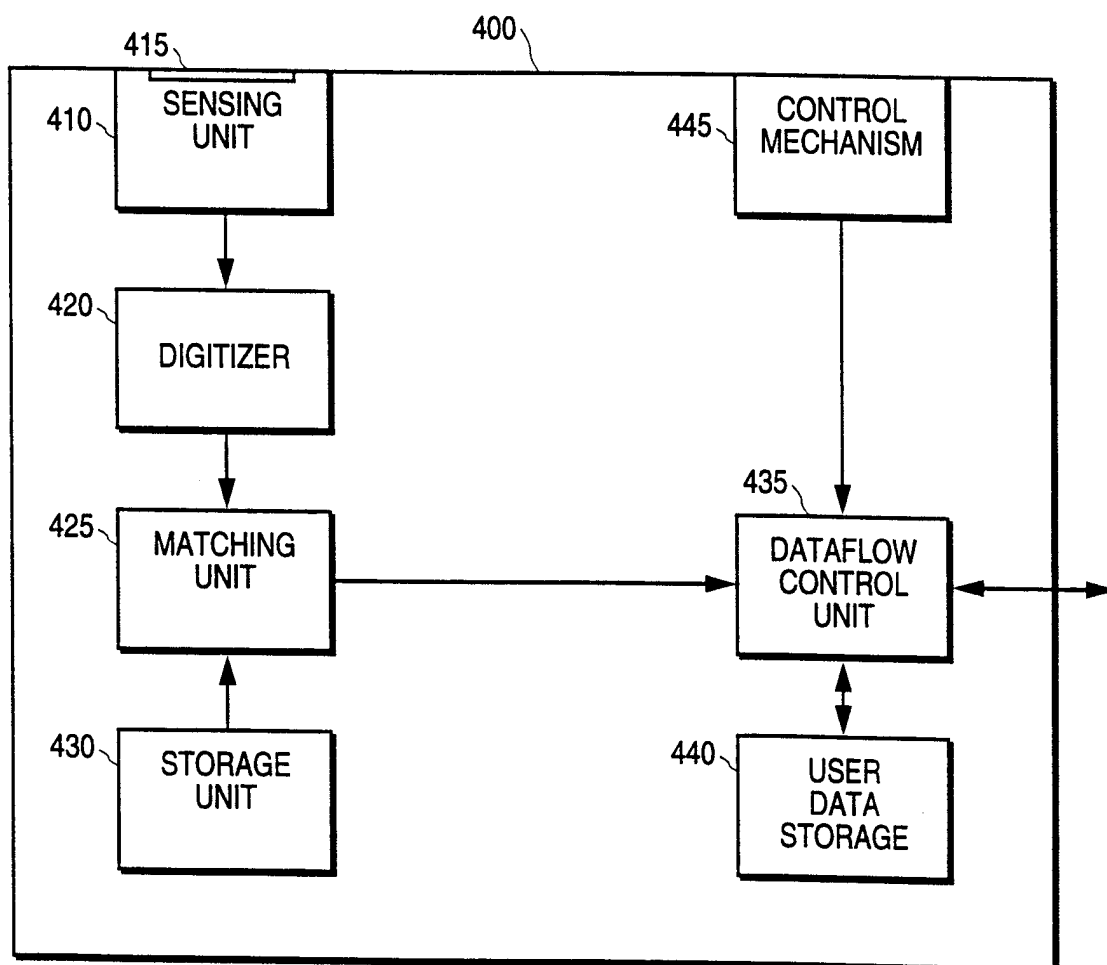 415
400
410
SENSING
UNIT
445
CONTROL
MECHANISM
420
DIGITIZER
435
425
MATCHING
UNIT
DATAFLOW
CONTROL
UNIT
430
STORAGE
UNIT
440
USER
DATA
STORAGE